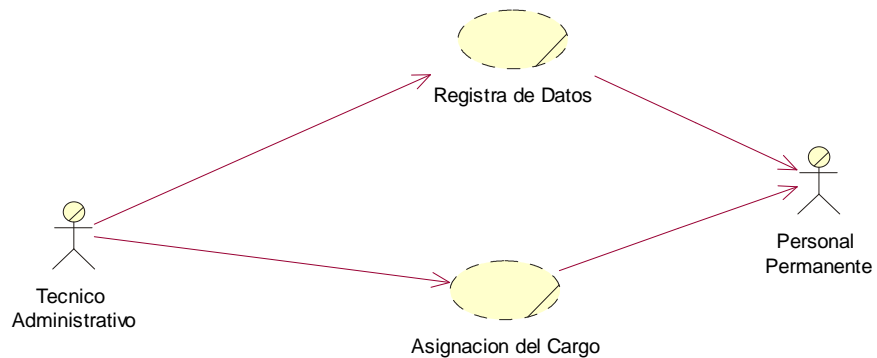 Registra de Datos
Personal
Permanente
Tecnico
Administrativo
Asignacion del Cargo